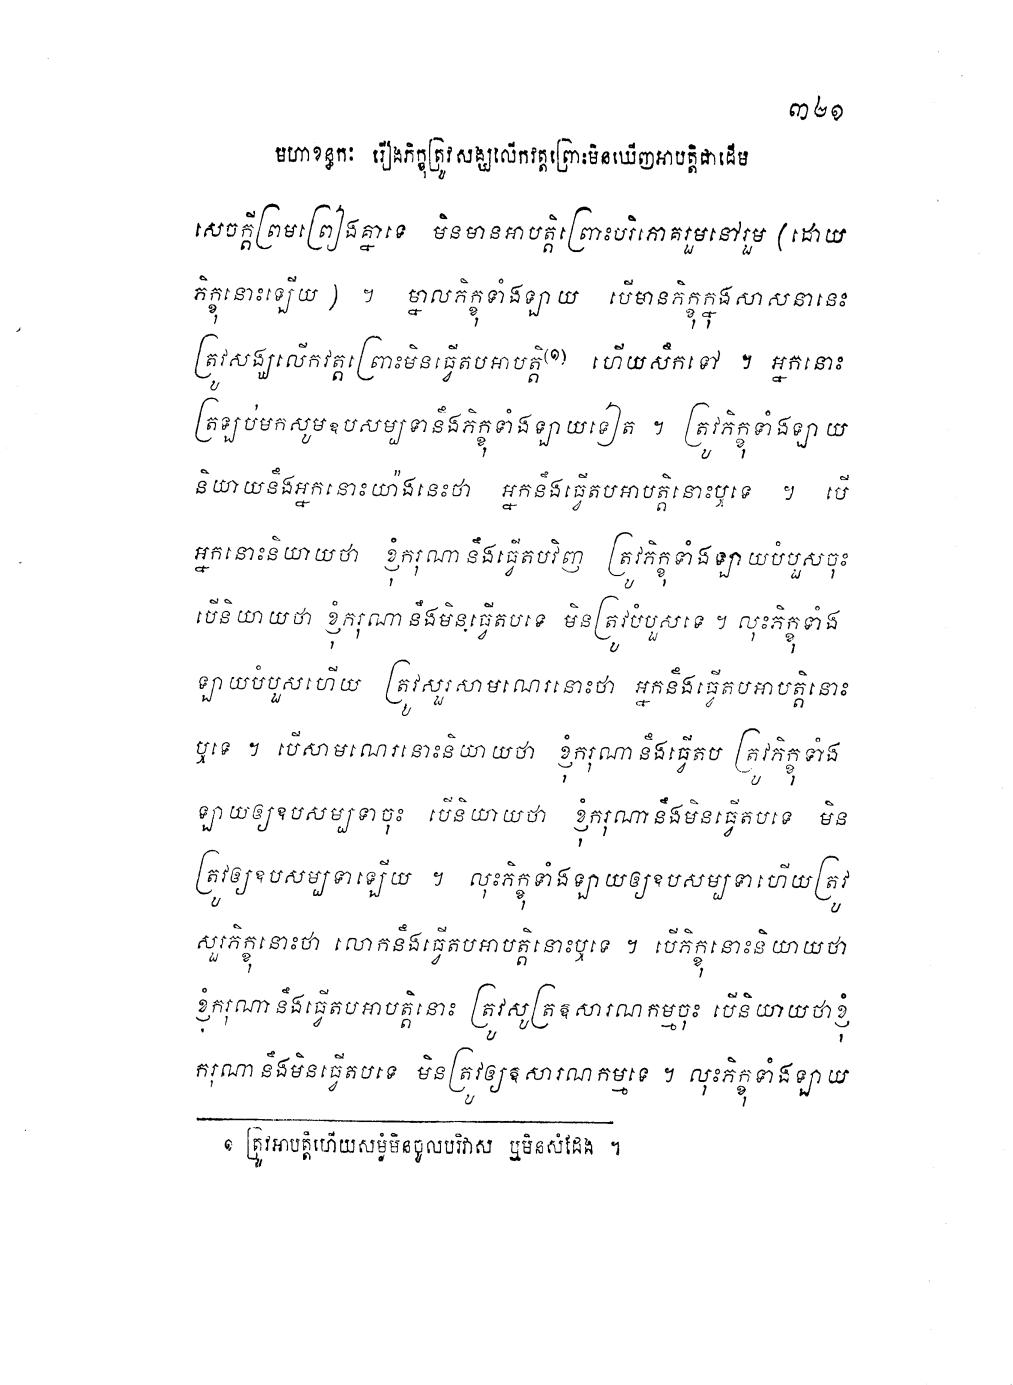 ៣២១
មហាខន្ធកៈ រឿងភិក្ខុត្រូវសង្ឃលើកវត្តព្រោះមិនឃើញអាបត្តិជាដើម
សេចក្តីព្រមព្រៀងគ្នាទេ មិនមានអាបត្តិព្រោះបរិភោគរួមនៅរួម (ដោយ
ភិក្ខុនោះឡើយ) ។ ម្នាលភិក្ខុទាំងឡាយ បើមានភិក្ខុក្នុងសាសនានេះ
ត្រូវសង្ឃលើកវត្តព្រោះមិនធ្វើតបអាបត្តិ(១) ហើយសឹកទៅ ។ អ្នកនោះ
ត្រឡប់មកសូមឧបសម្បទានឹងភិក្ខុទាំងឡាយទៀត ។ ត្រូវភិក្ខុទាំងឡាយ
និយាយនឹងអ្នកនោះយ៉ាងនេះថា អ្នកនឹងធ្វើតបអាបត្តិនោះឬទេ ។ បើ
អ្នកនោះនិយាយថា ខ្ញុំករុណានឹងធ្វើតបវិញ ត្រូវភិក្ខុទាំងឡាយបំបួសចុះ
បើនិយាយថា ខ្ញុំករុណានឹងមិនធ្វើតបទេ មិនត្រូវបំបួសទេ ។ លុះភិក្ខុទាំង
ឡាយបំបួសហើយ ត្រូវសួរសាមណេរនោះថា អ្នកនឹងធ្វើតបអាបត្តិនោះ
ឬទេ ។ បើសាមណេរនោះនិយាយថា ខ្ញុំករុណានឹងធ្វើតប ត្រូវភិក្ខុទាំង
ឡាយឲ្យឧបសម្បទាចុះ បើនិយាយថា ខ្ញុំករុណានឹងមិនធ្វើតបទេ មិន
ត្រូវឲ្យឧបសម្បទាឡើយ ។ លុះភិក្ខុទាំងឡាយឲ្យឧបសម្បទាហើយត្រូវ
សួរភិក្ខុនោះថា លោកនឹងធ្វើតបអាបត្តិនោះឬទេ ។ បើភិក្ខុនោះនិយាយថា
ខ្ញុំករុណានឹងធ្វើតបអាបត្តិនោះ ត្រូវសូត្រឱសារណកម្មចុះ បើនិយាយថាខ្ញុំ
ករុណានឹងមិនធ្វើតបទេ មិនត្រូវឲ្យឱសារណកម្មទេ ។ លុះភិក្ខុទាំងឡាយ
១ ត្រូវអាបត្តិហើយសម្ងំមិនចូលបរិវាស ឬមិនសំដែង ។